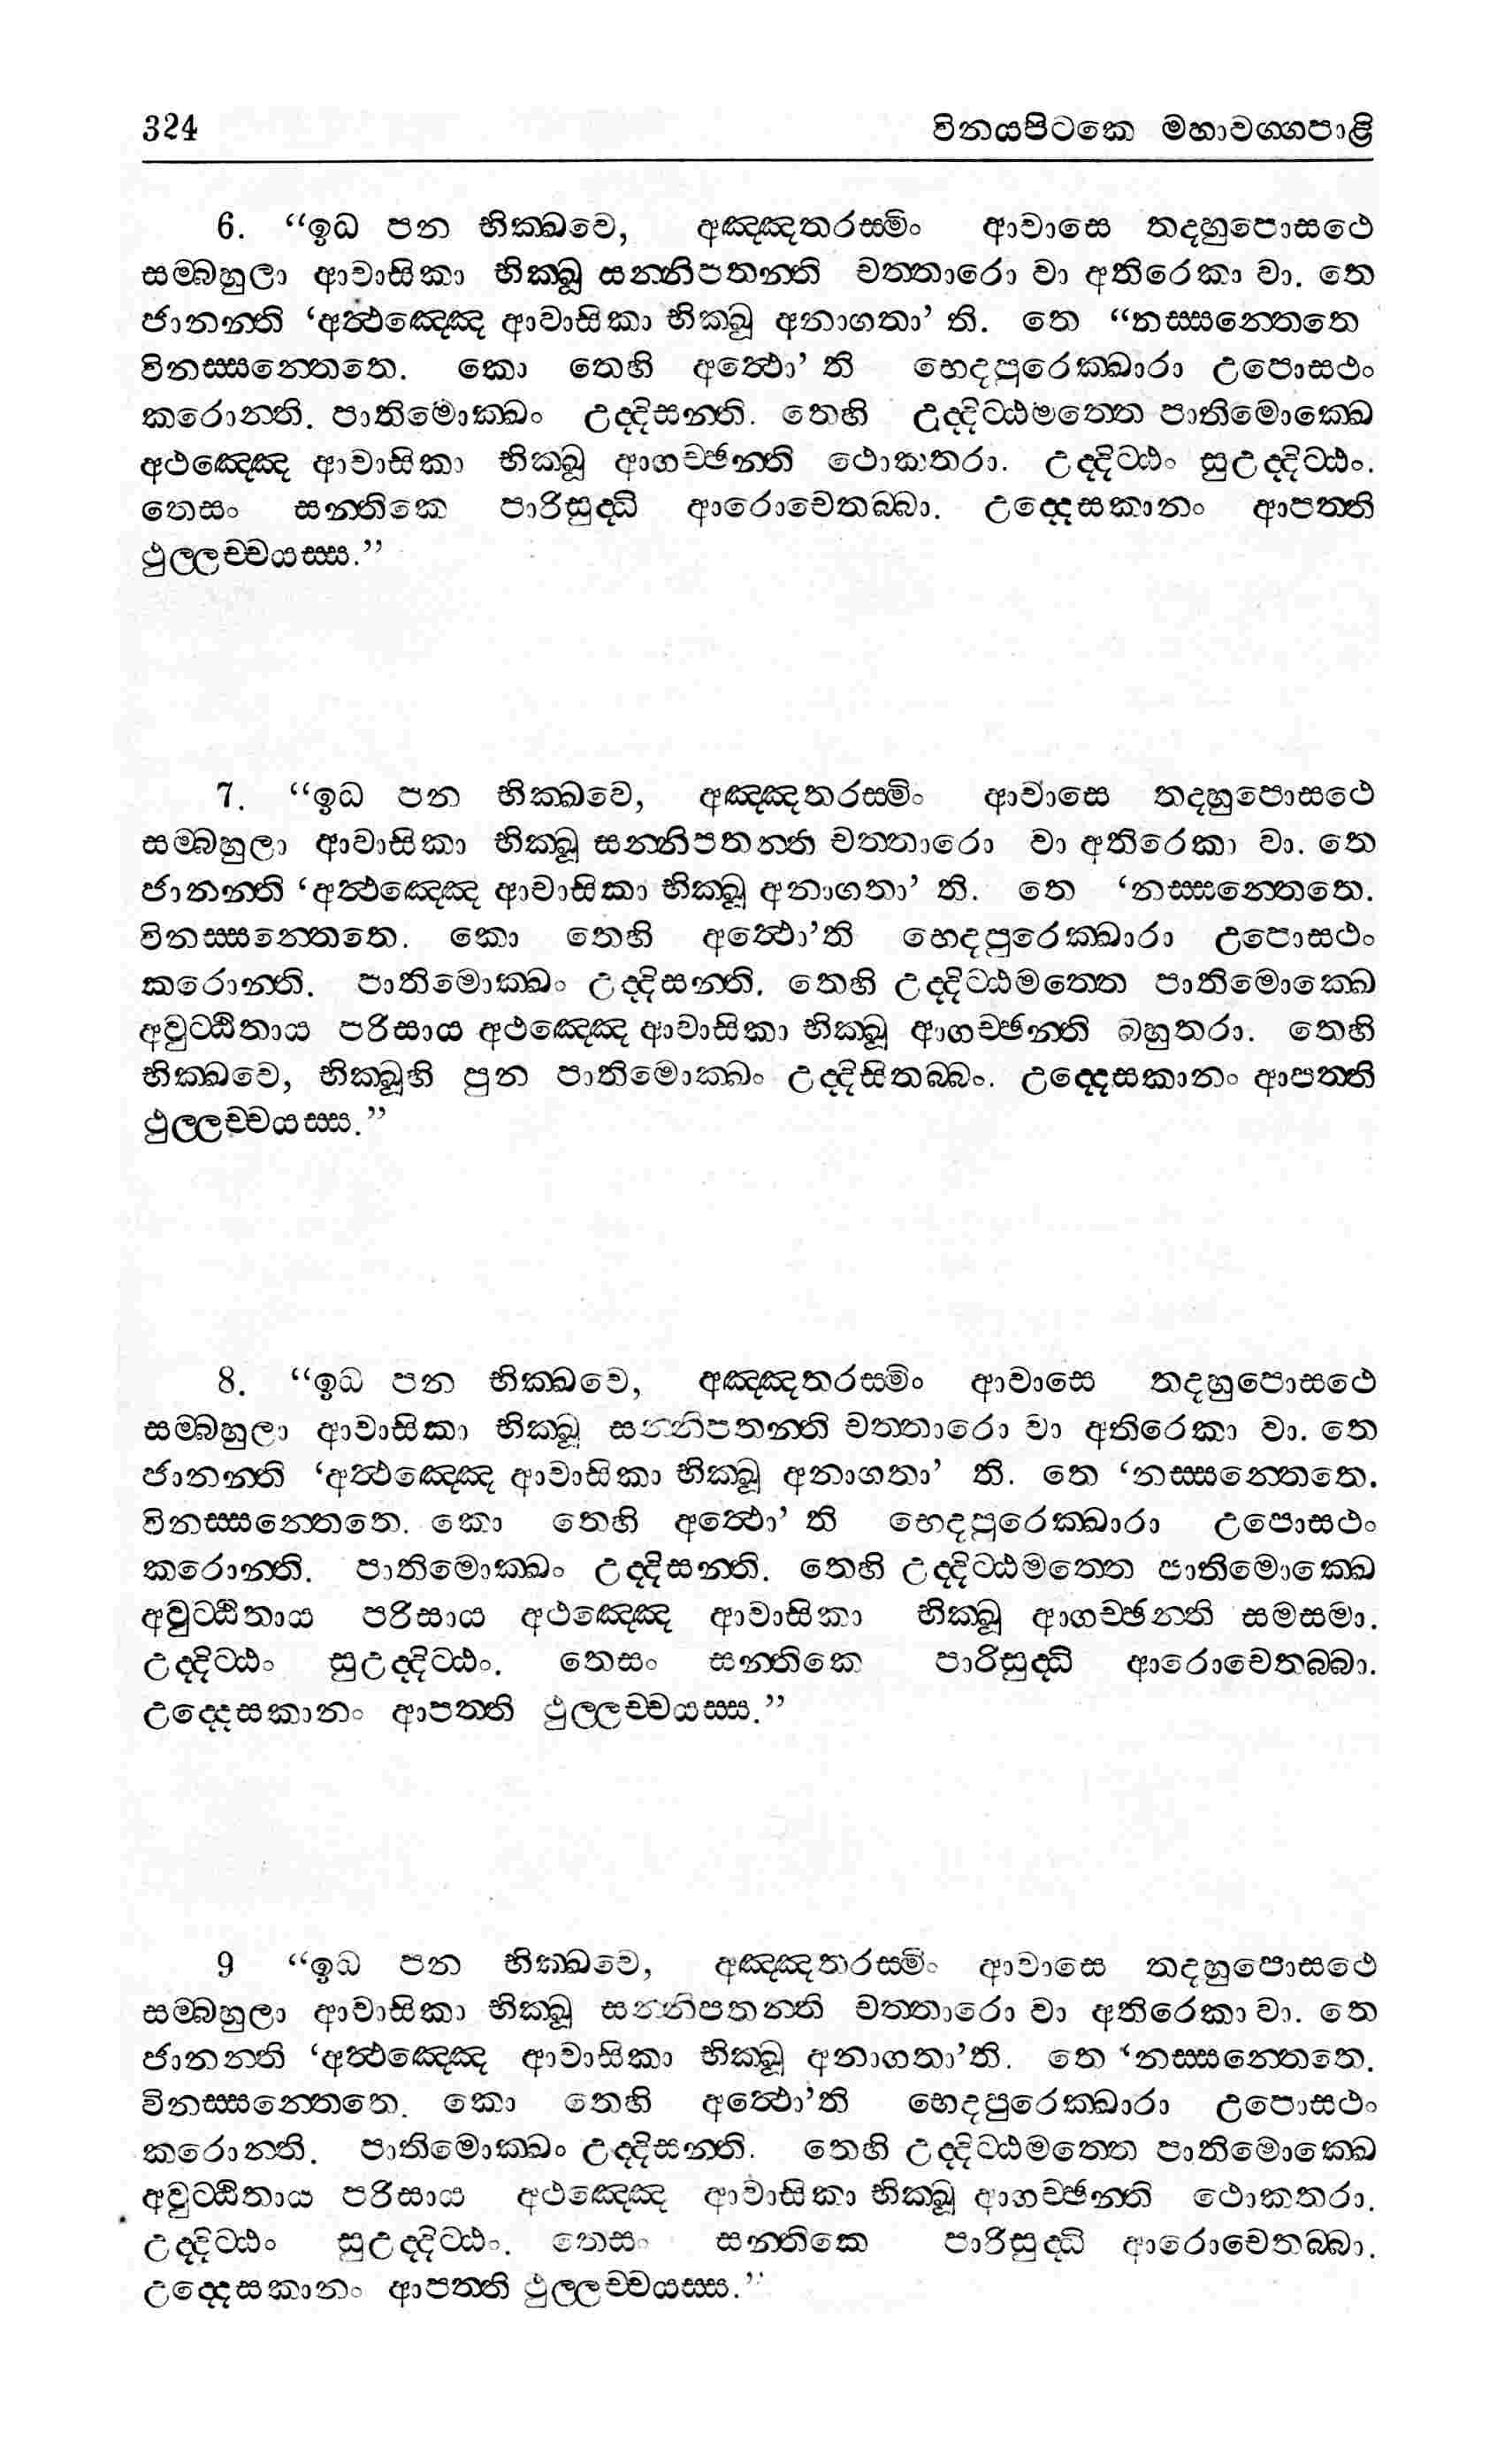 324 විනයපිටකෙ මහාවග්ගපාළි
6. “ඉධ පන භික්ඛවෙ, අඤ්ඤතරස්මිං ආවාසෙ තදහුපොසථෙ
සම්බහුලා ආවාසිකා භික්ඛූ සන්නිපතන්ති චත්තාරො වා අතිරෙකා වා. තෙ
ජානන්ති ‘අත්ථඤ්ඤෙ ආවාසිකා භික්ඛූ අනාගතා’ ති. තෙ “නස්සන්තෙතෙ
විනස්සන්තෙතෙ. කො තෙහි අත්ථො’ ති භෙදපුරෙක්ඛාරා උපොසථං
කරොන්ති. පාතිමොක්ඛං උද්දිසන්ති. තෙහි උද්දිට්ඨමත්තෙ පාතිමොක්ඛෙ
අථඤ්ඤෙ ආවාසිකා භික්ඛූ ආගච්ඡන්ති ථොකතරා. උද්දිට්ඨං සුඋද්දිට්ඨං.
තෙසං සන්තිකෙ පාරිසුද්ධි ආරොචෙතබ්බා. උද්දෙසකානං ආපත්ති
ථුල්ලච්චයස්ස.”
7. “ඉධ පන භික්ඛවෙ, අඤ්ඤතරස්මිං ආවාසෙ තදහුපොසථෙ
සම්බහුලා ආවාසිකා භික්ඛූ සන්නිපතන්ති චත්තාරො වා අතිරෙකා වා. තෙ
ජානන්ති ‘අත්ථඤ්ඤෙ ආවාසිකා භික්ඛූ අනාගතා’ ති. තෙ ‘නස්සන්තෙතෙ.
විනස්සන්තෙතෙ. කො තෙහි අත්ථො’ති භෙදපුරෙක්ඛාරා උපොසථං
කරොන්ති. පාතිමොක්ඛං උද්දිසන්ති. තෙහි උද්දිට්ඨමත්තෙ පාතිමොක්ඛෙ
අවුට්ඨිතාය පරිසාය අථඤ්ඤෙ ආවාසිකා භික්ඛූ ආගච්ඡන්ති බහුතරා. තෙහි
භික්ඛවෙ, භික්ඛූහි පුන පාතිමොක්ඛං උද්දිසිතබ්බං. උද්දෙසකානං ආපත්ති
ථුල්ලච්චයස්ස.”
8. “ඉධ පන භික්ඛවෙ, අඤ්ඤතරස්මිං ආවාසෙ තදහුපොසථෙ
සම්බහුලා ආවාසිකා භික්ඛූ සන්නිපතන්ති චත්තාරො වා අතිරෙකා වා. තෙ
ජානන්ති ‘අත්ථඤ්ඤෙ ආවාසිකා භික්ඛූ අනාගතා’ ති. තෙ ‘නස්සන්තෙතෙ.
විනස්සන්තෙතෙ. කො තෙහි අත්ථො’ ති භෙදපුරෙක්ඛාරා උපොසථං
කරොන්ති. පාතිමොක්ඛං උද්දිසන්ති. තෙහි උද්දිට්ඨමත්තෙ පාතිමොක්ඛෙ
අවුට්ඨිතාය පරිසාය අථඤ්ඤෙ ආවාසිකා භික්ඛූ ආගච්ඡන්ති සමසමා.
උද්දිට්ඨං සුඋද්දිට්ඨං. තෙසං සන්තිකෙ පාරිසුද්ධි ආරොචෙතබ්බා.
උද්දෙසකානං ආපත්ති ථුල්ලච්චයස්ස.”
9 “ඉධ පන භික්ඛවෙ, අඤ්ඤතරස්මිං ආවාසෙ තදහුපොසථෙ
සම්බහුලා ආවාසිකා භික්ඛූ සන්නිපතන්ති චත්තාරො වා අතිරෙකා වා. තෙ
ජානන්ති ‘අත්ථඤ්ඤෙ ආවාසිකා භික්ඛූ අනාගතා’ති. තෙ ‘නස්සන්තෙතෙ.
විනස්සන්තෙතෙ. කො තෙහි අත්ථො’ති භෙදපුරෙක්ඛාරා උපොසථං
කරොන්ති. පාතිමොක්ඛං උද්දිසන්ති. තෙහි උද්දිට්ඨමත්තෙ පාතිමොක්ඛෙ
අවුට්ඨිතාය පරිසාය අථඤ්ඤෙ ආවාසිකා භික්ඛූ ආගච්ඡන්ති ථොකතරා.
උද්දිට්ඨං සුඋද්දිට්ඨං. තෙසං සන්තිකෙ පාරිසුද්ධි ආරොචෙතබ්බා.
උද්දෙසකානං ආපත්ති ථුල්ලච්චයස්ස.”